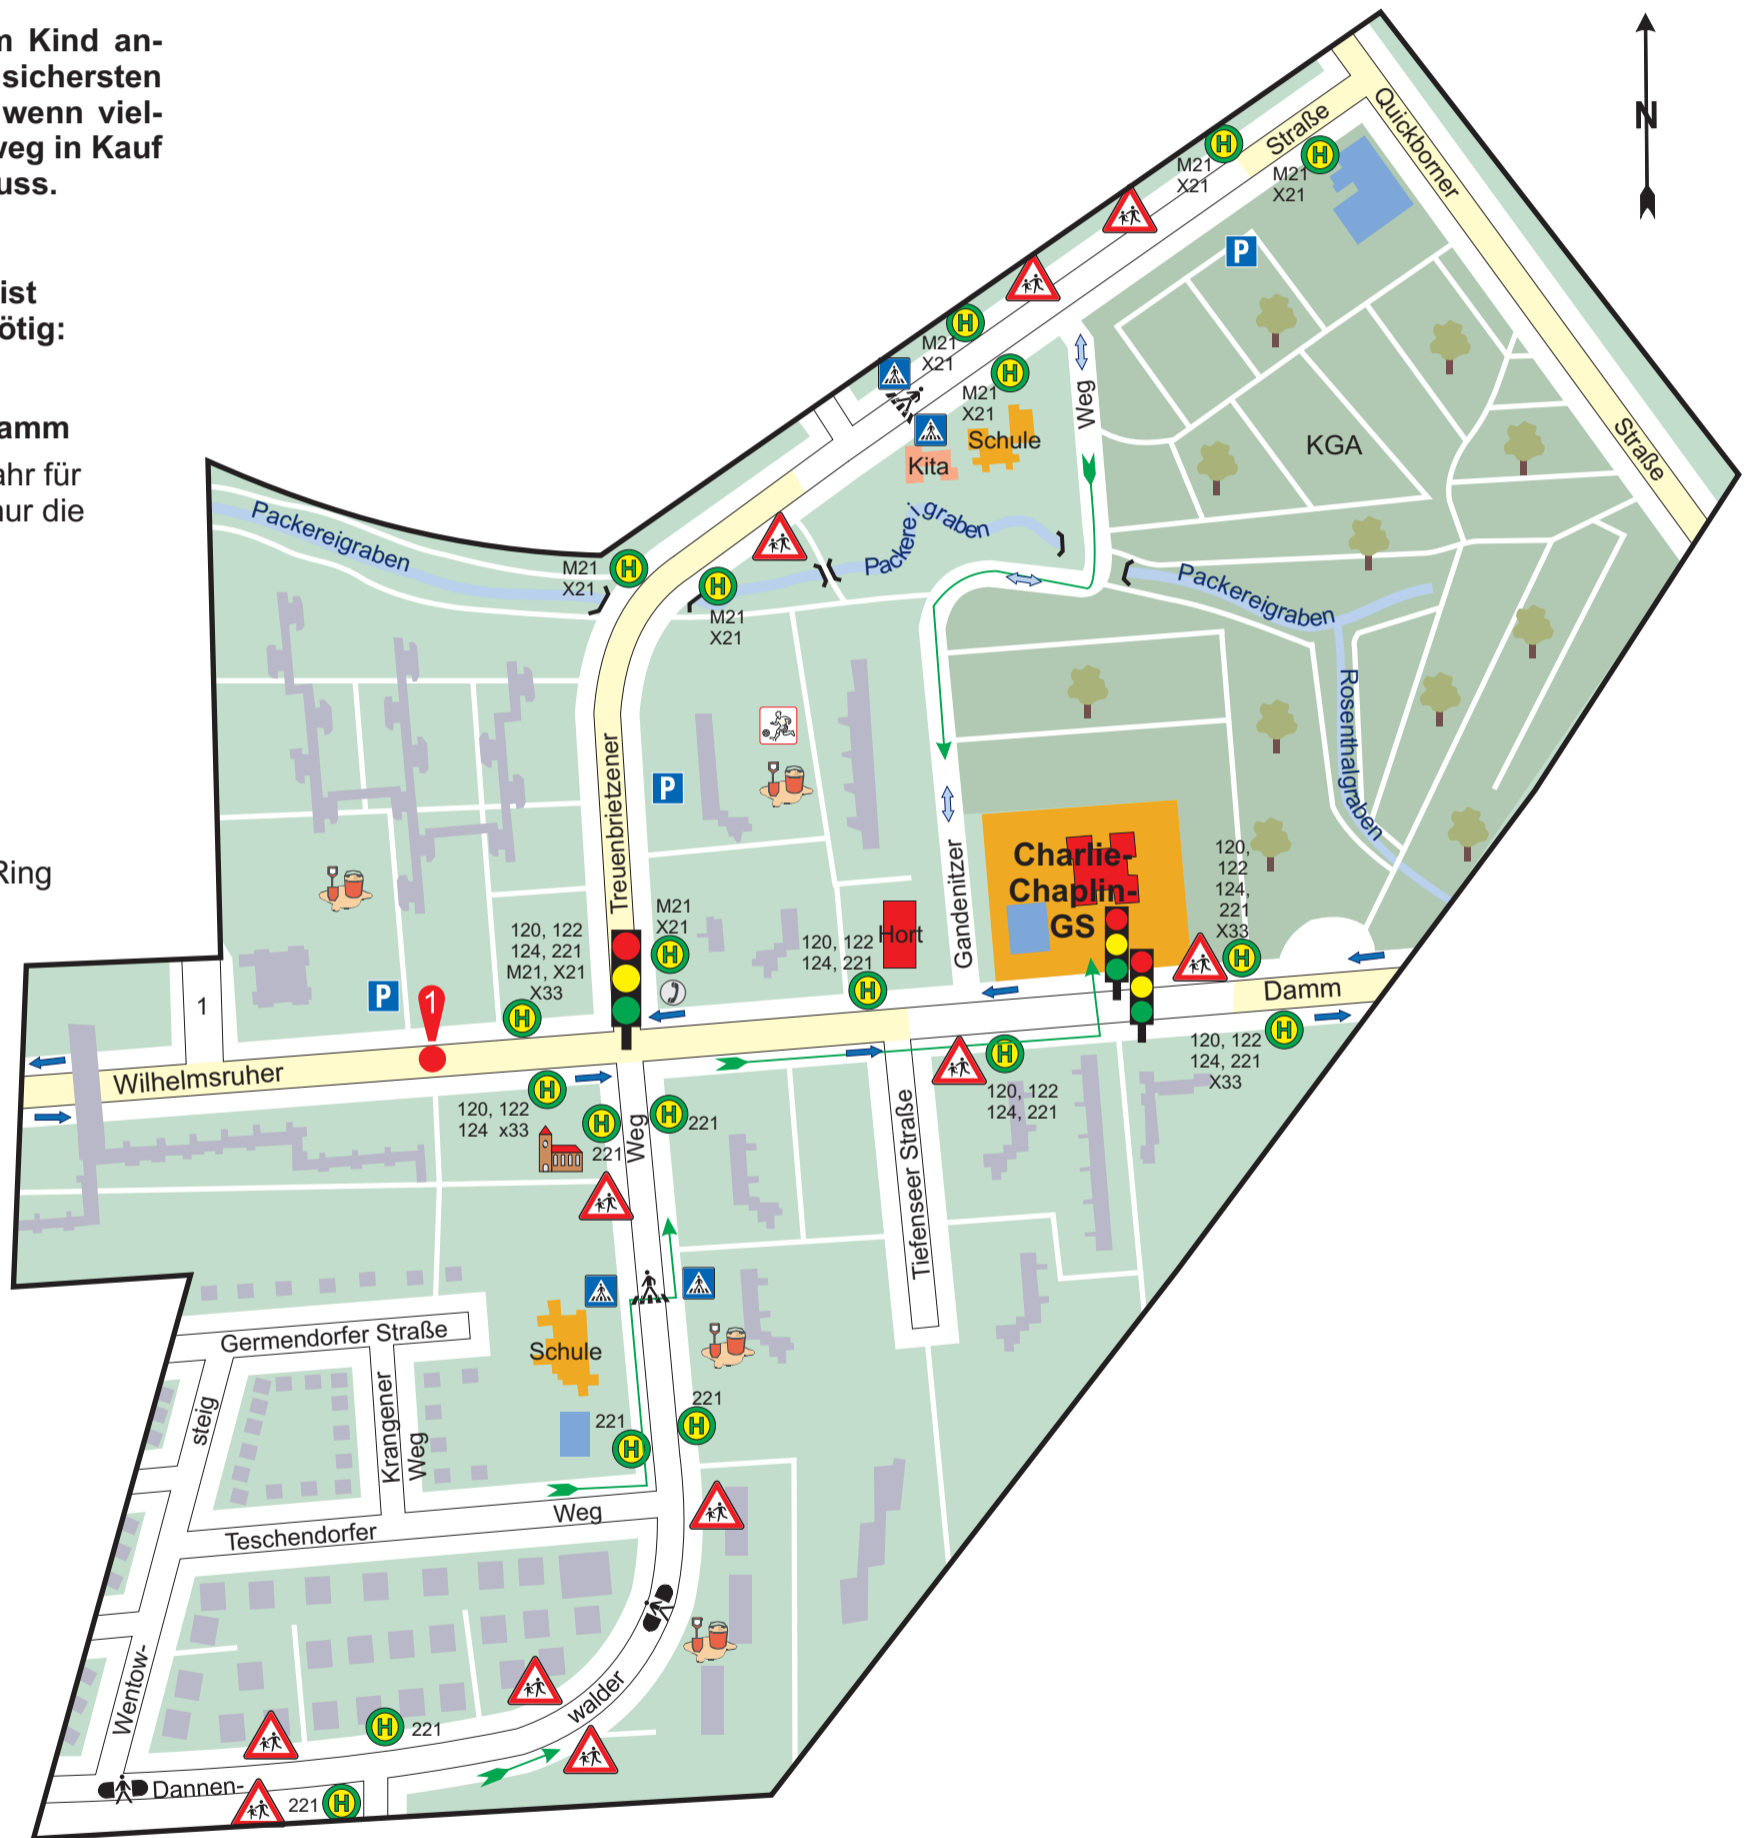 m Kind an-
sichersten
wenn viel-
weg in Kauf
uss.
ist
ötig:
amm
ahr für
nur die
Ring
N
Quickborner
Straße
Straße
H
M21
X21
H
M21
X21
P
H
M21
X21
H
M21
X21
Weg
Schule
Kita
KGA
Packereigraben
Packereigraben
Packereigraben
Rosenthalgraben
M21
X21
H
H
M21
X21
Treuenbrietzener
P
Gandenitzer
Charlie-
Chaplin-
GS
120,
122
124,
221
X33
H
M21
X21
H
120, 122
124, 221
M21, X21
X33
H
120, 122
124, 221
H
Hort
1
P
1
Wilhelmsruher
Damm
H
120, 122
124, 221
X33
H
120, 122
124, 221
H
120, 122
124 x33
H
221
Weg
H
221
Tiefenseer Straße
Germendorfer Straße
Schule
steig
Krangener
Weg
221
H
221
H
Teschendorfer
Weg
Wentow-
walder
H
221
Dannen-
221
H